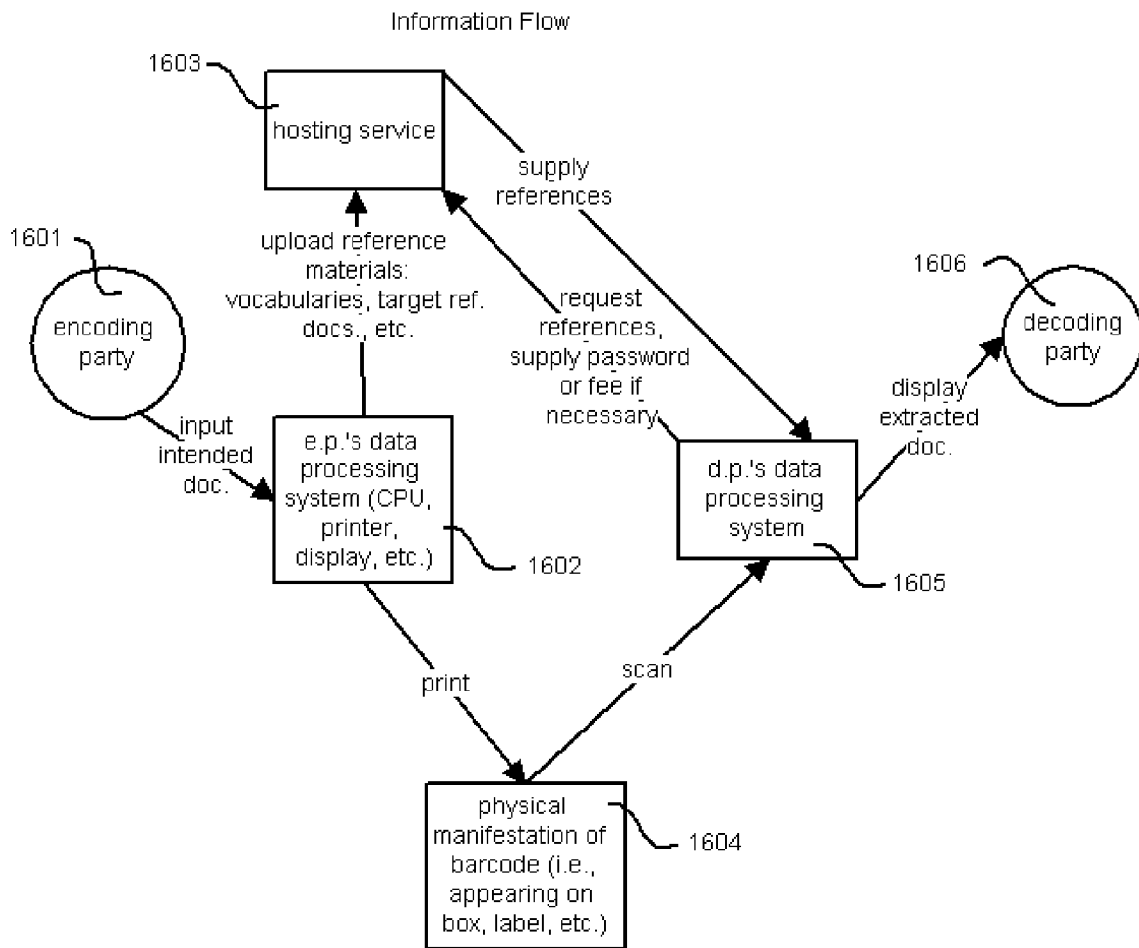 Information Flow
1603
hosting service
supply
references
1601
upload reference
materials:
vocabularies, target ref.
docs., etc.
1606
encoding
party
request
references,
supply password
or fee if
necessary
decoding
party
input
intended
doc.
e.p.'s data
processing
system (CPU,
printer,
display, etc.)
d.p.'s data
processing
system
display
extracted
doc.
1602
1605
print
scan
physical
manifestation of
barcode (i.e.,
appearing on
box, label, etc.)
1604